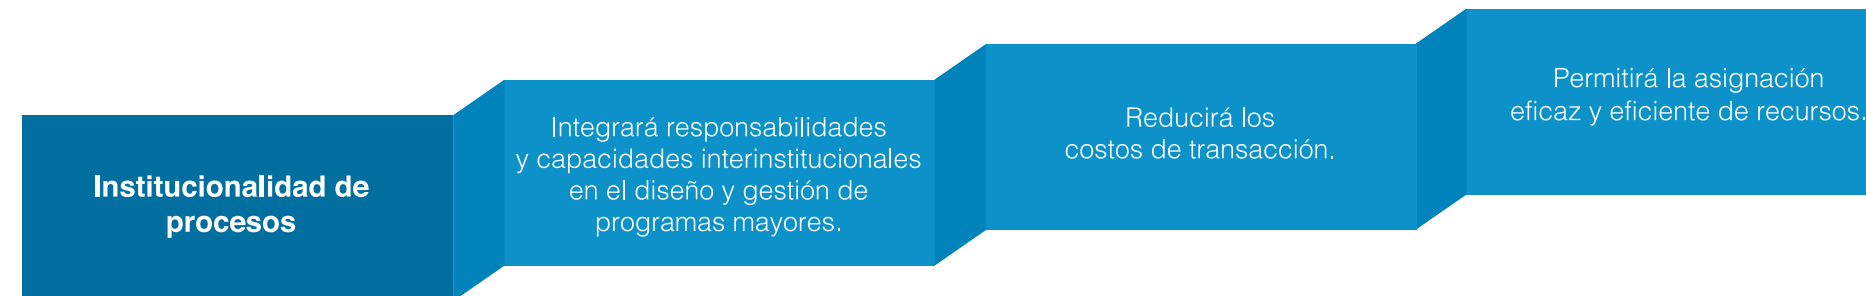 Institucionalidad de
procesos
Integrará responsabilidades
y capacidades interinstitucionales
en el diseño y gestión de
programas mayores.
Reducirá los
costos de transacción.
Permitirá la asignación
eficaz y eficiente de recursos.